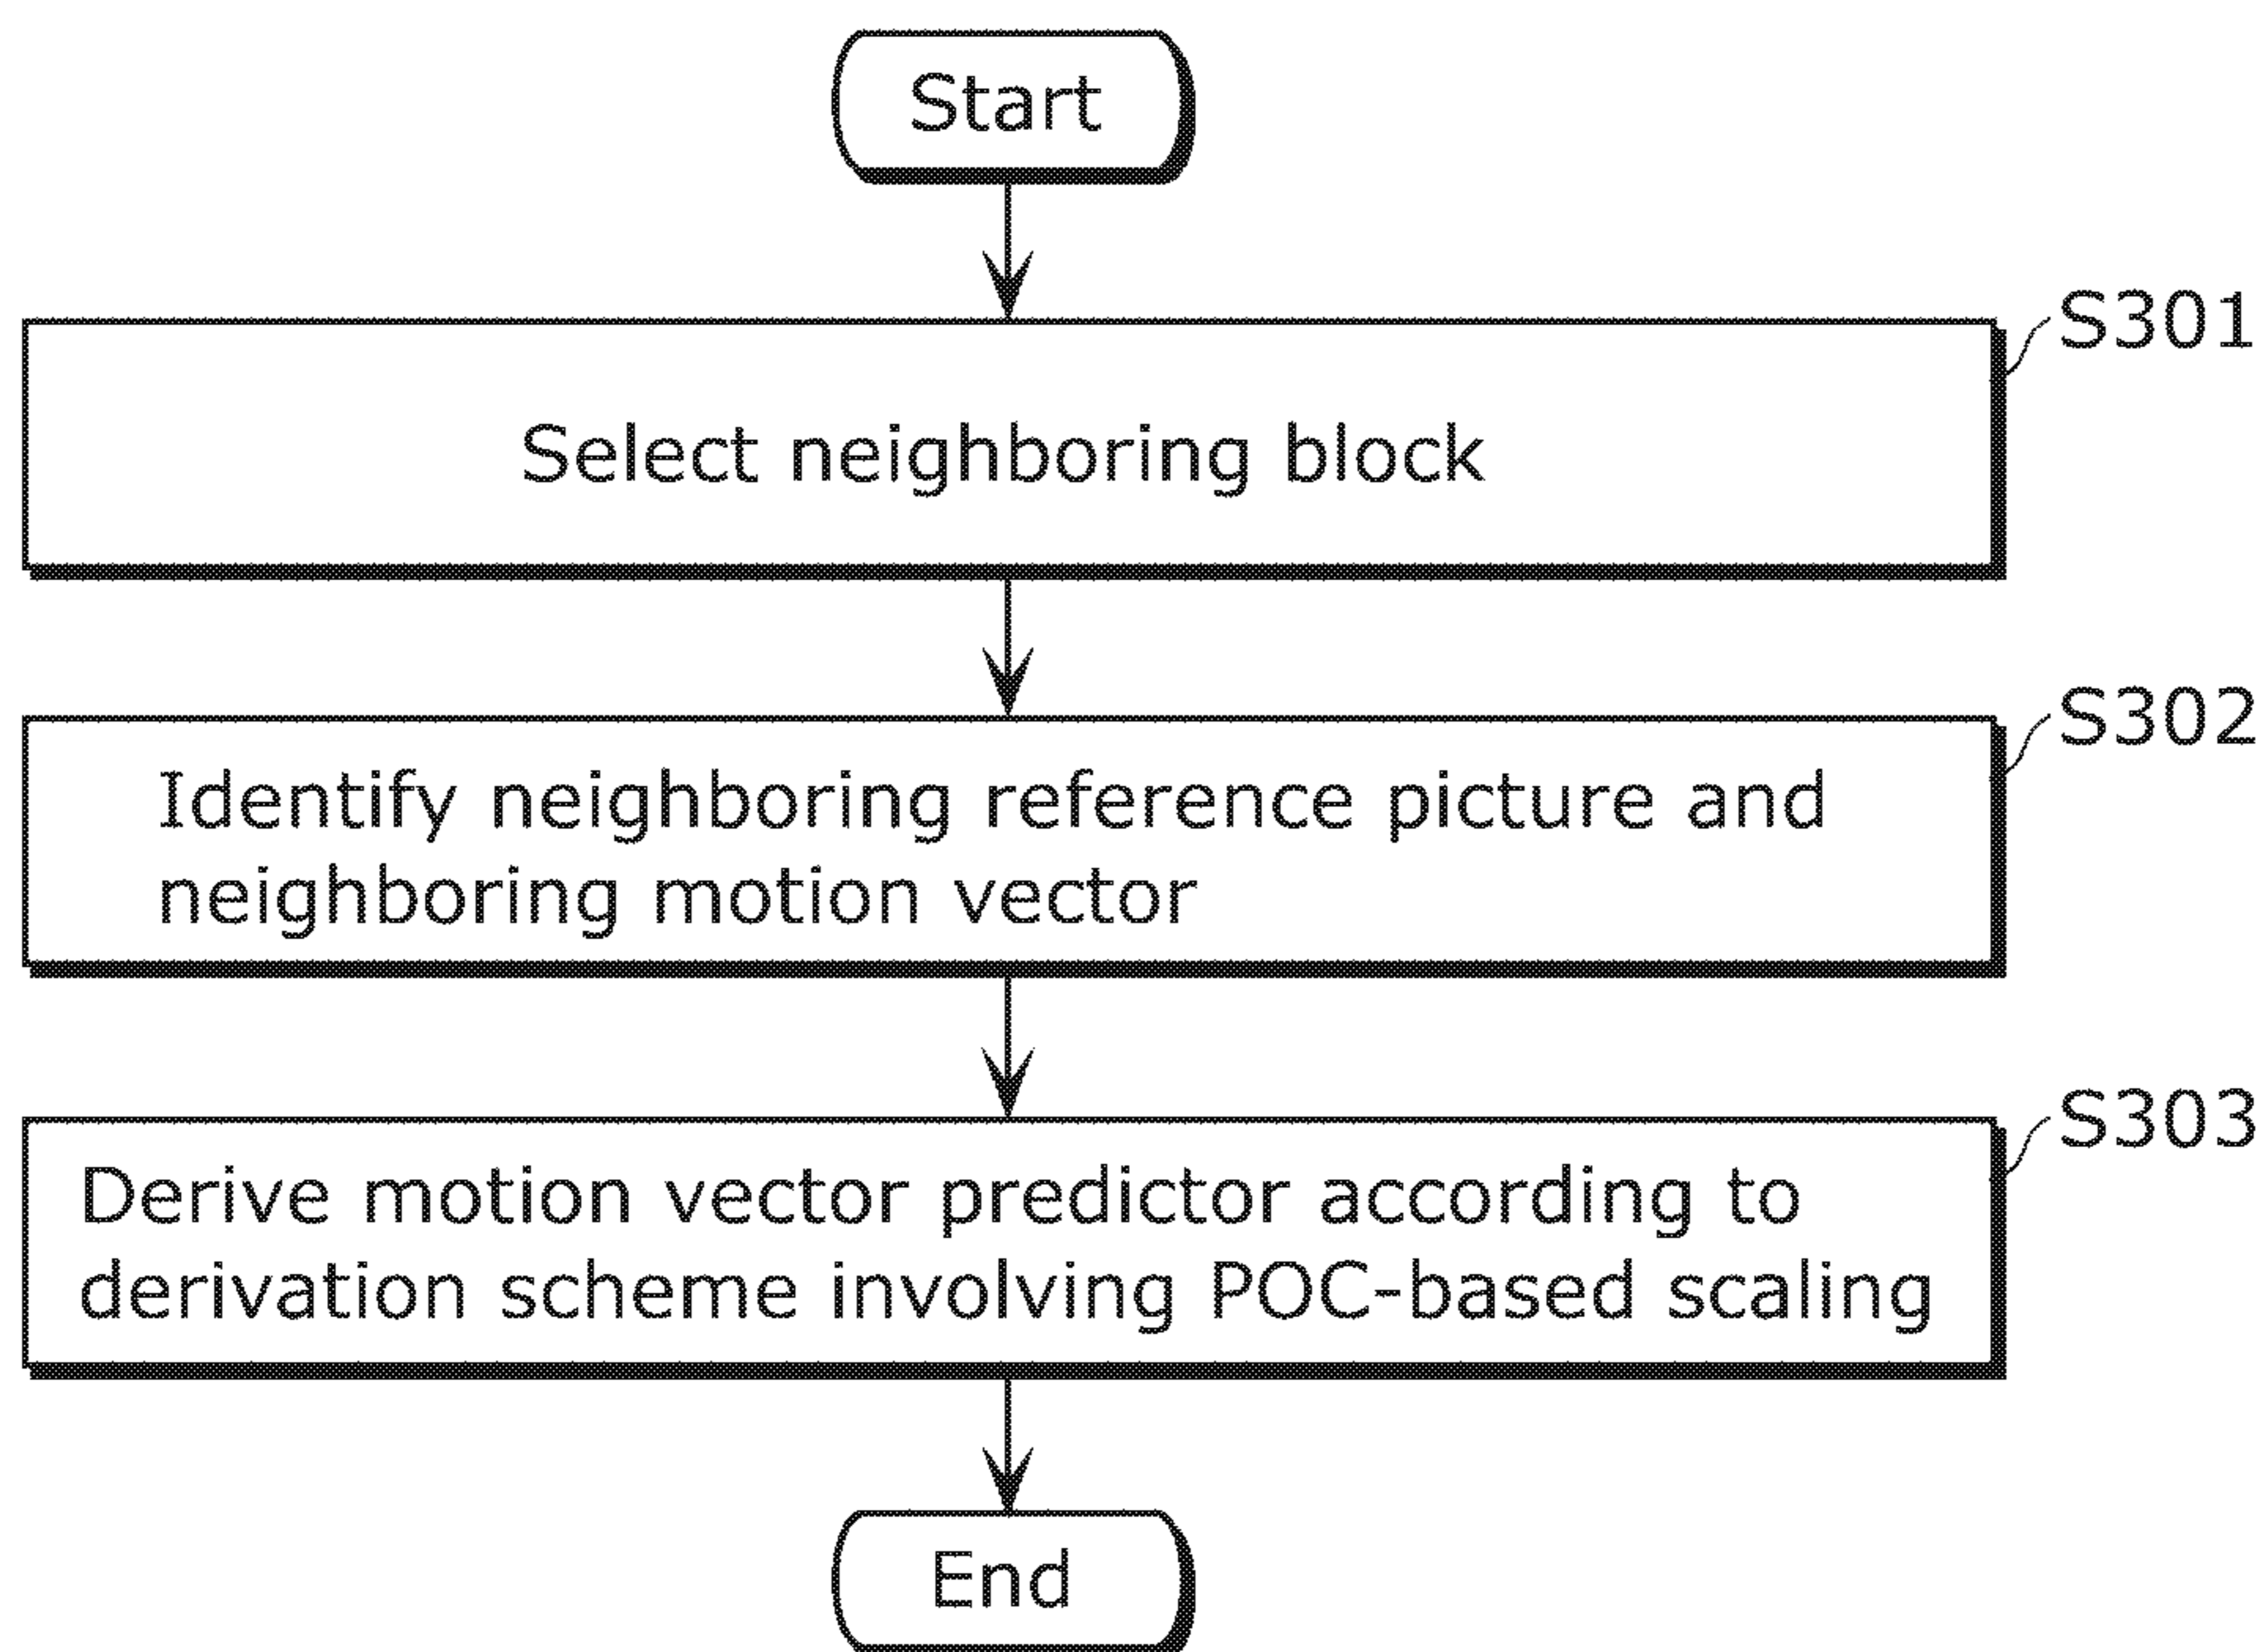 Start
S301
Select neighboring block
S302
Identify neighboring reference picture and
neighboring motion vector
S303
Derive motion vector predictor according to
derivation scheme involving POC-based scaling
End